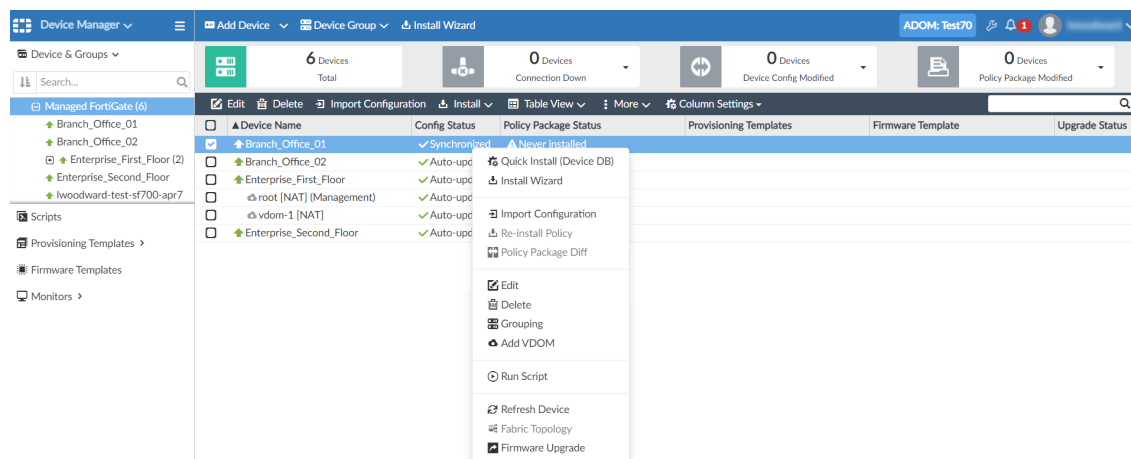 Device Manager
Add Device
Device Group
Install Wizard
ADOM: Test70
1
Device & Groups
Search...
6 Devices
Total
0 Devices
Connection Down
0 Devices
Device Config Modified
0 Devices
Policy Package Modified
Edit
Delete
Import Configuration
Install
Table View
More
Column Settings
Managed FortiGate (6)
Branch_Office_01
Branch_Office_02
Enterprise_First_Floor (2)
Enterprise_Second_Floor
lwoodward-test-sf700-apr7
Scripts
Provisioning Templates
Firmware Templates
Monitors
Device Name Config Status Policy Package Status Provisioning Templates Firmware Template Upgrade Status
Branch_Office_01 Synchronized Never installed
Branch_Office_02 Auto-upd
Enterprise_First_Floor Auto-upd
root [NAT] (Management) Auto-upd
vdom-1 [NAT] Auto-upd
Enterprise_Second_Floor Auto-upd
Quick Install (Device DB)
Install Wizard
Import Configuration
Re-install Policy
Policy Package Diff
Edit
Delete
Grouping
Add VDOM
Run Script
Refresh Device
Fabric Topology
Firmware Upgrade